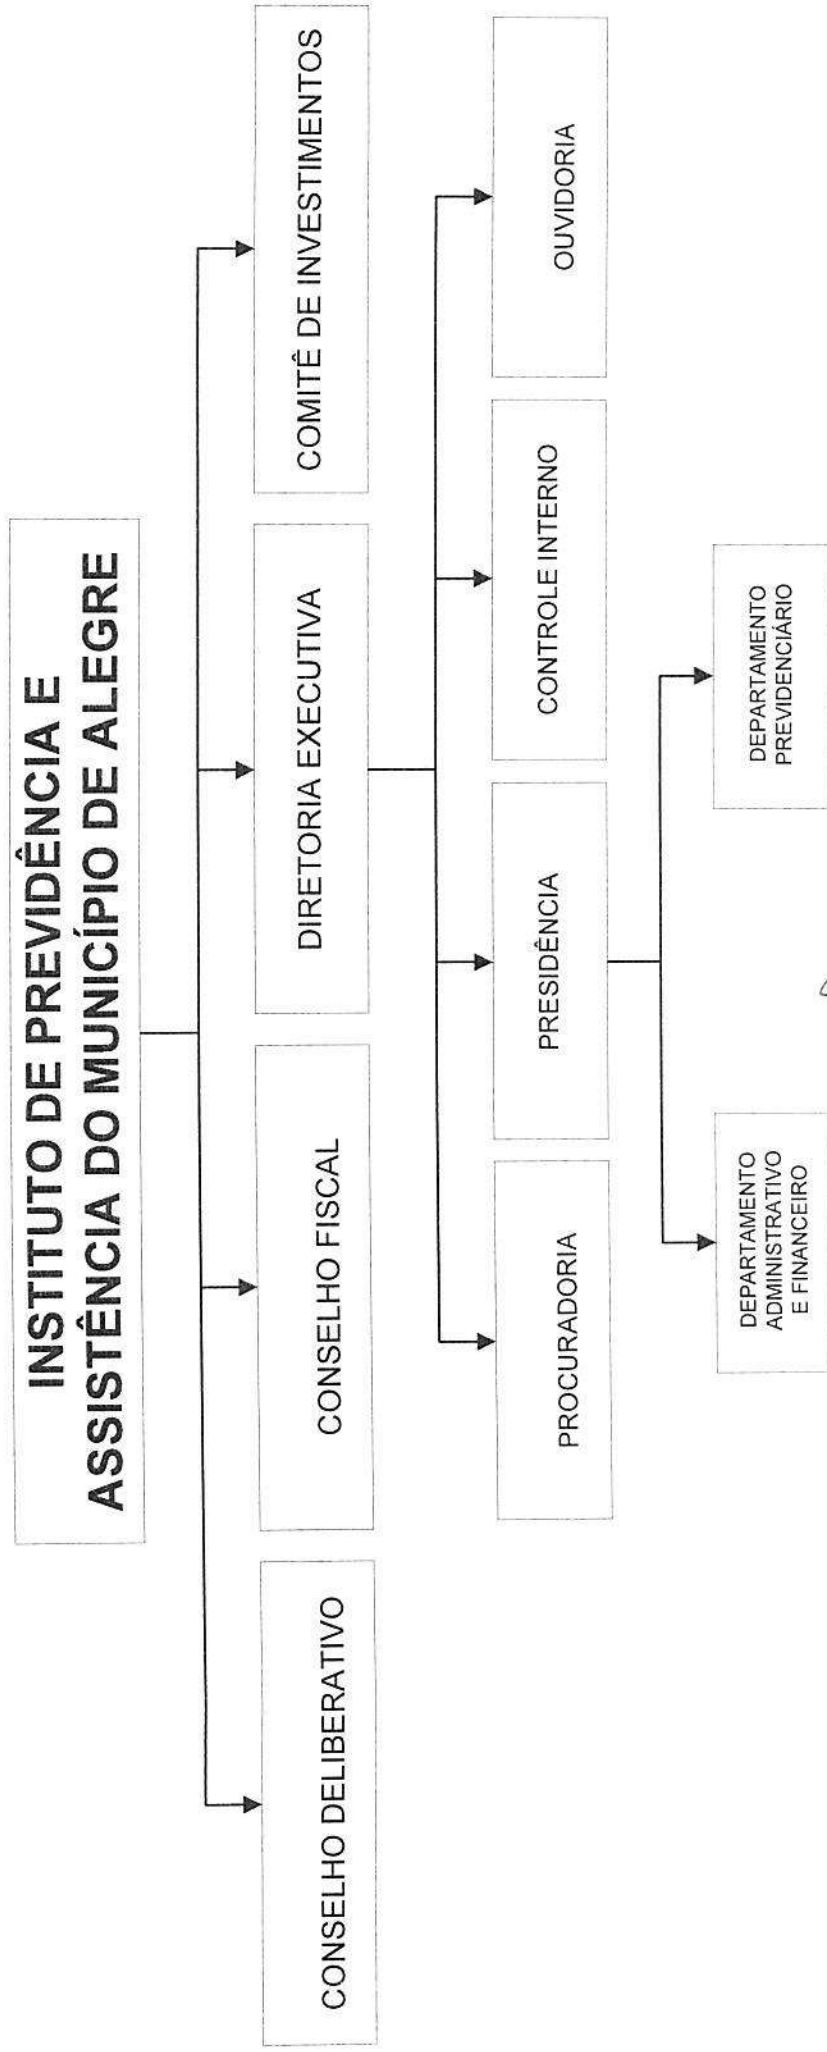 INSTITUTO DE PREVIDÊNCIA E
ASSISTÊNCIA DO MUNICÍPIO DE ALEGRE
CONSELHO DELIBERATIVO
CONSELHO FISCAL
DIRETORIA EXECUTIVA
COMITÊ DE INVESTIMENTOS
PROCURADORIA
PRESIDÊNCIA
CONTROLE INTERNO
OUVIDORIA
DEPARTAMENTO
ADMINISTRATIVO
E FINANCEIRO
DEPARTAMENTO
PREVIDENCIÁRIO